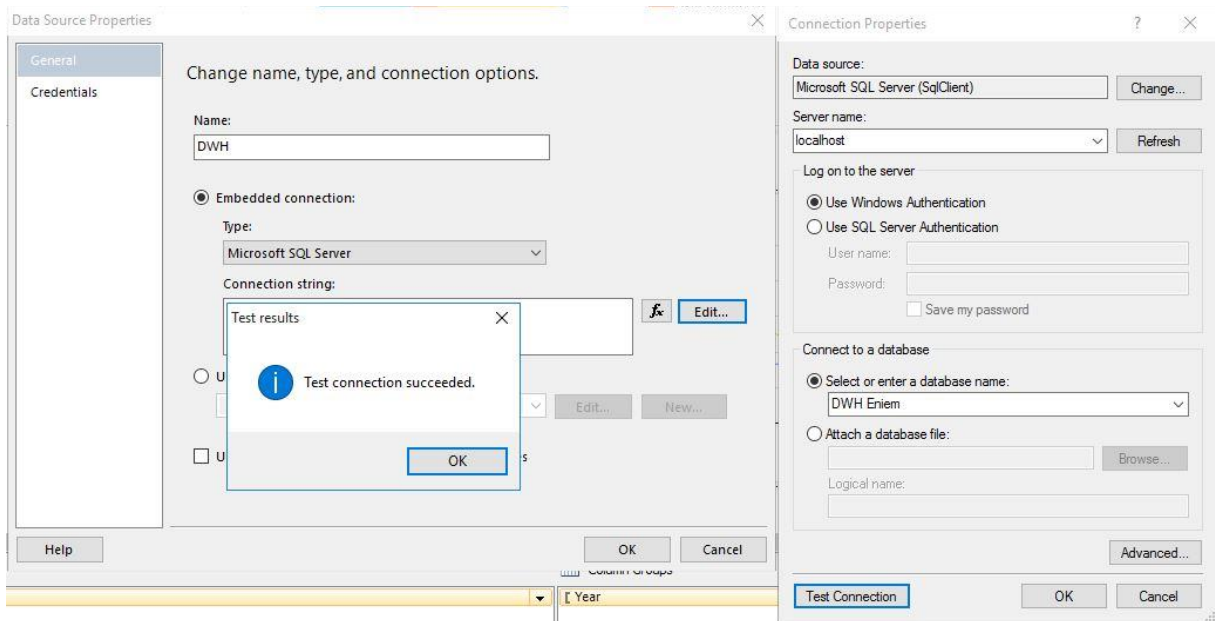 Data Source Properties
General
Credentials
Change name, type, and connection options.
Name:
DWH
Embedded connection:
Type:
Microsoft SQL Server
Connection string:
fx
Edit...
Test results
Test connection succeeded.
OK
U
Edit...
New...
U
s
Help
OK
Cancel
Column Groups
[ Year
Connection Properties
?
Data source:
Microsoft SQL Server (SqlClient)
Change...
Server name:
localhost
Refresh
Log on to the server
Use Windows Authentication
Use SQL Server Authentication
User name:
Password:
Save my password
Connect to a database
Select or enter a database name:
DWH Eniem
Attach a database file:
Browse...
Logical name:
Advanced...
Test Connection
OK
Cancel